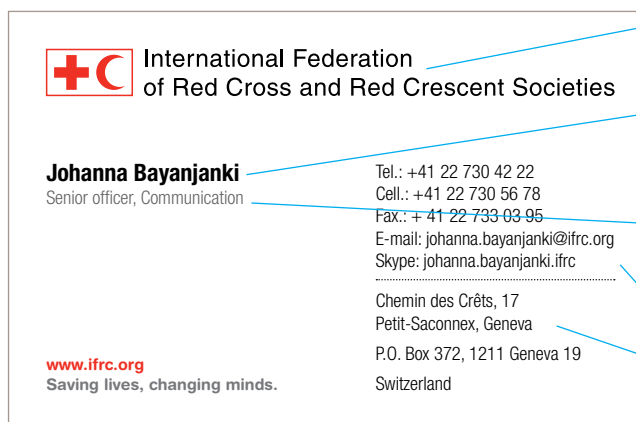 International Federation
of Red Cross and Red Crescent Societies
Johanna Bayanjanki
Senior officer, Communication
Tel.: +41 22 730 42 22
Cell.: +41 22 730 56 78
Fax.: + 41 22 733 03 95
E-mail: johanna.bayanjanki@ifrc.org
Skype: johanna.bayanjanki.ifrc
Chemin des Crêts, 17
Petit-Saconnex, Geneva
P.O. Box 372, 1211 Geneva 19
Switzerland
www.ifrc.org
Saving lives, changing minds.